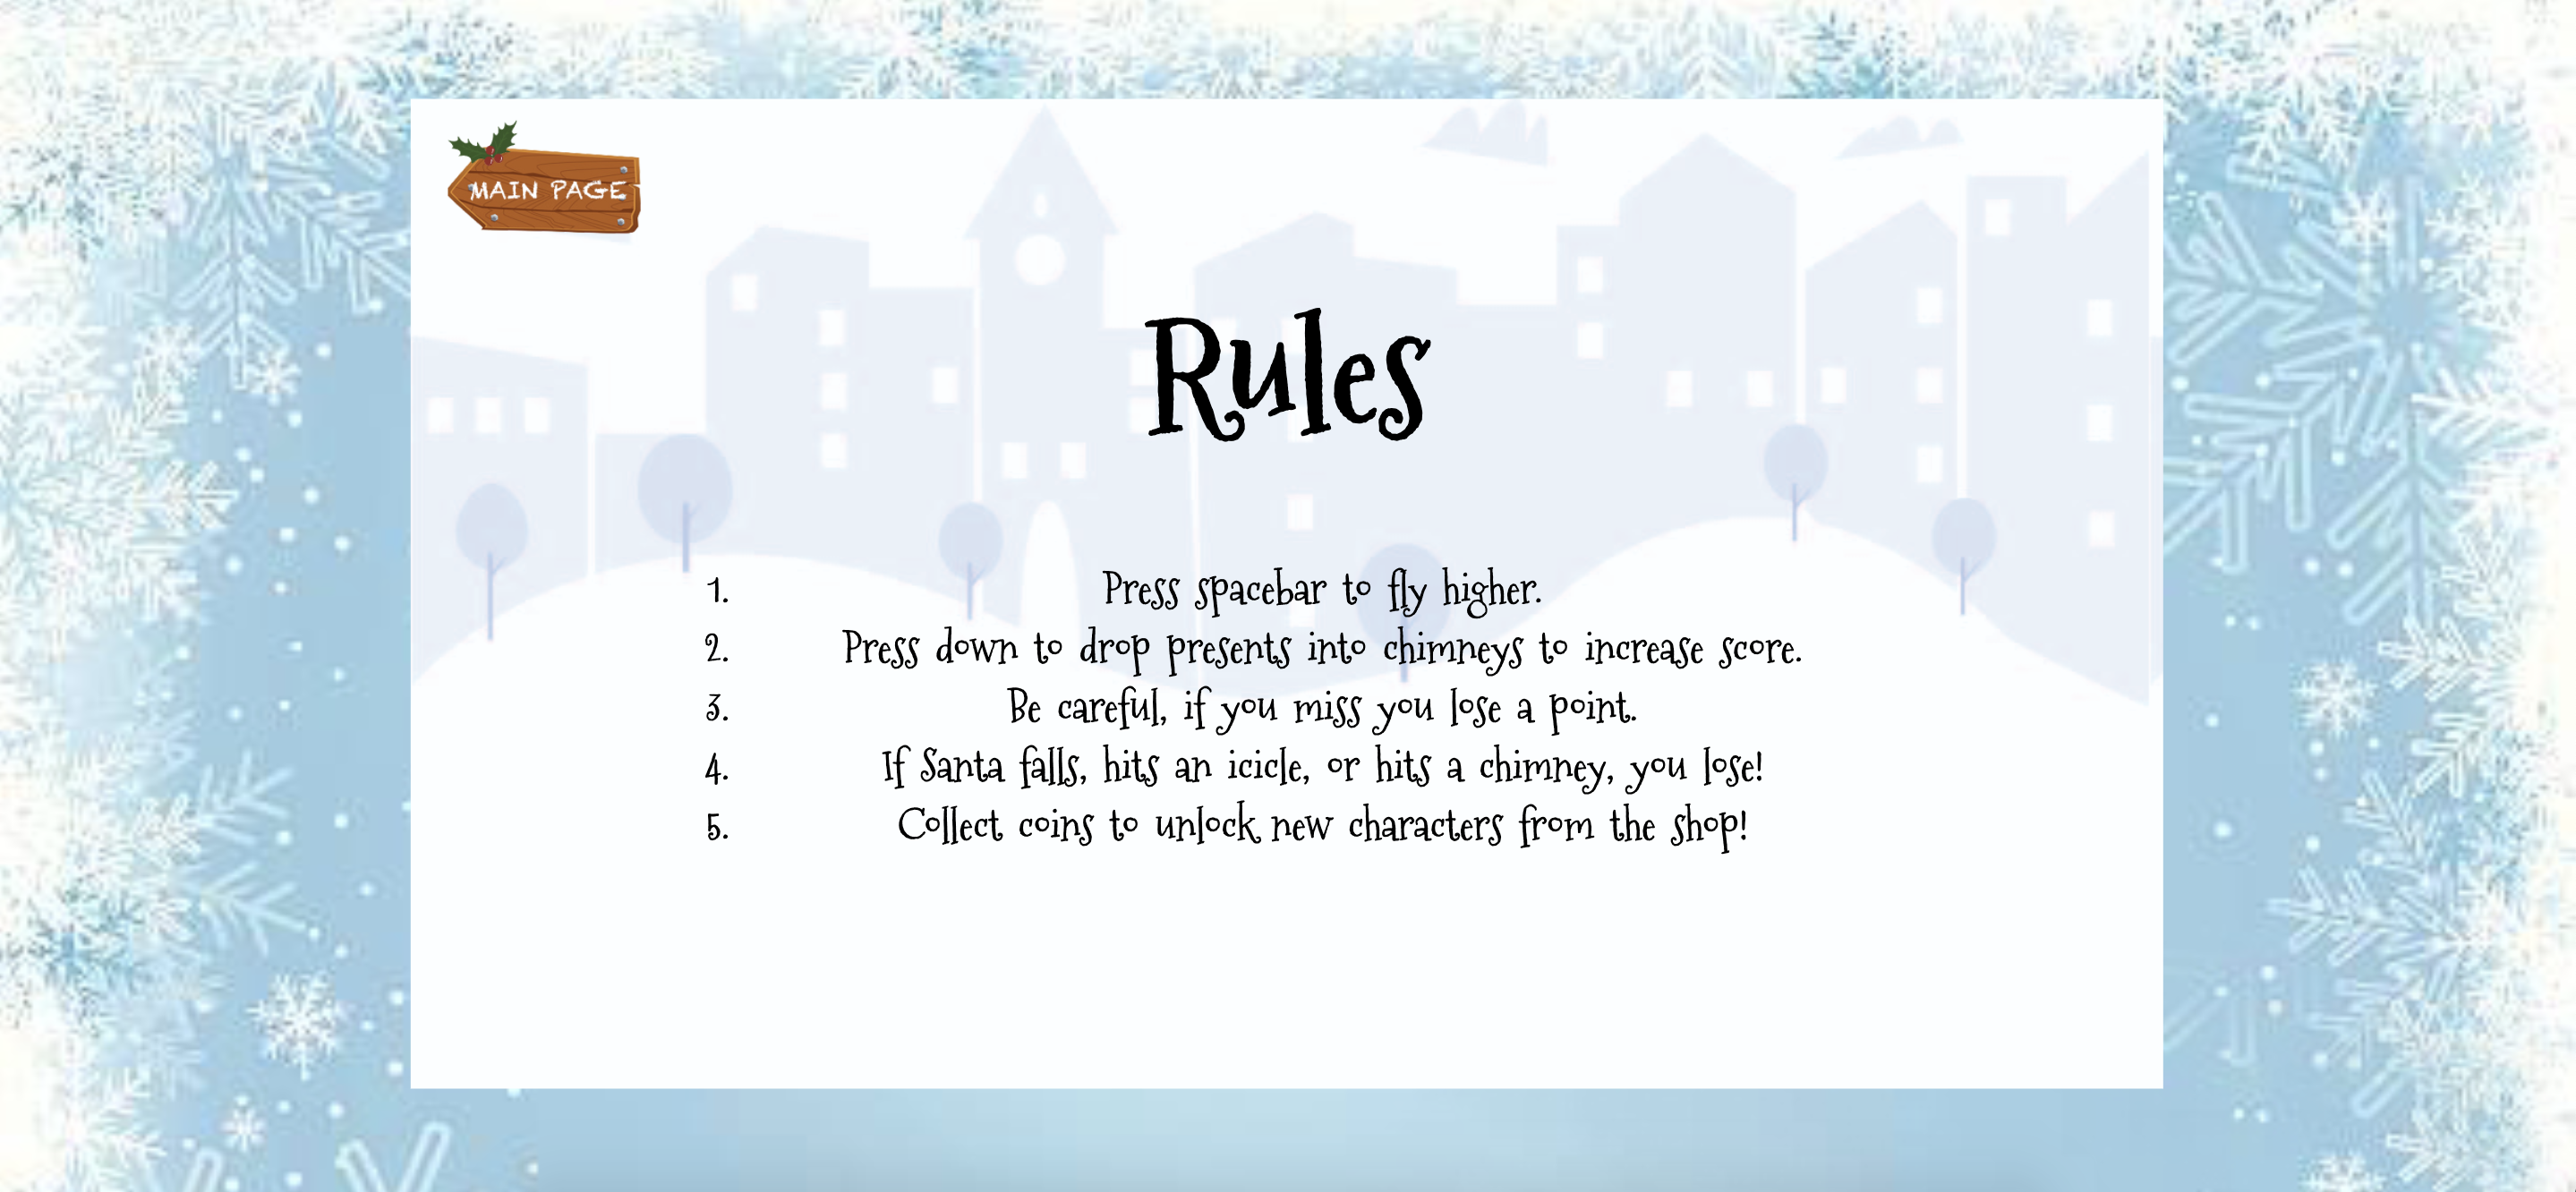 MAIN PAGE
Rules
1. Press spacebar to fly higher.
2. Press down to drop presents into chimneys to increase score.
3. Be careful, if you miss you lose a point.
4. If Santa falls, hits an icicle, or hits a chimney, you lose!
5. Collect coins to unlock new characters from the shop!